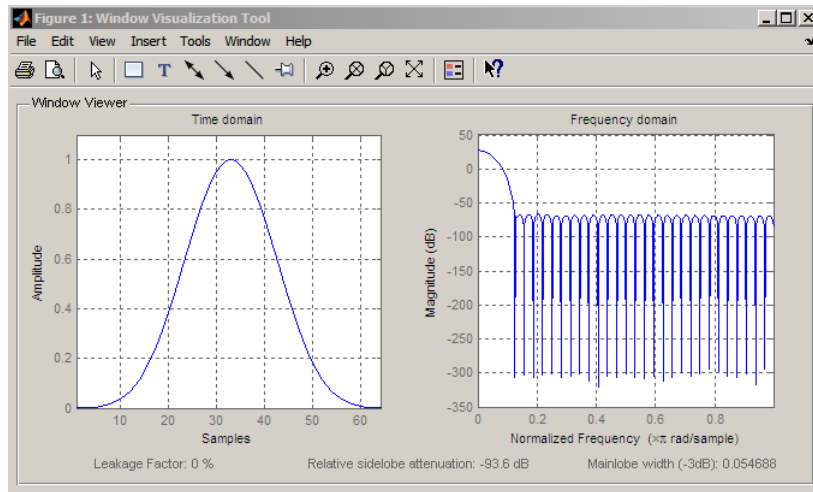 Figure 1: Window Visualization Tool
File Edit View Insert Tools Window Help
T
Window Viewer
Time domain
1
0.8
0.6
0.4
0.2
0
Amplitude
10 20 30 40 50 60
Samples
Frequency domain
50
0
-50
-100
-150
-200
-250
-300
-350
Magnitude (dB)
0 0.2 0.4 0.6 0.8
Normalized Frequency (×π rad/sample)
Leakage Factor: 0 % Relative sidelobe attenuation: -93.6 dB Mainlobe width (-3dB): 0.054688